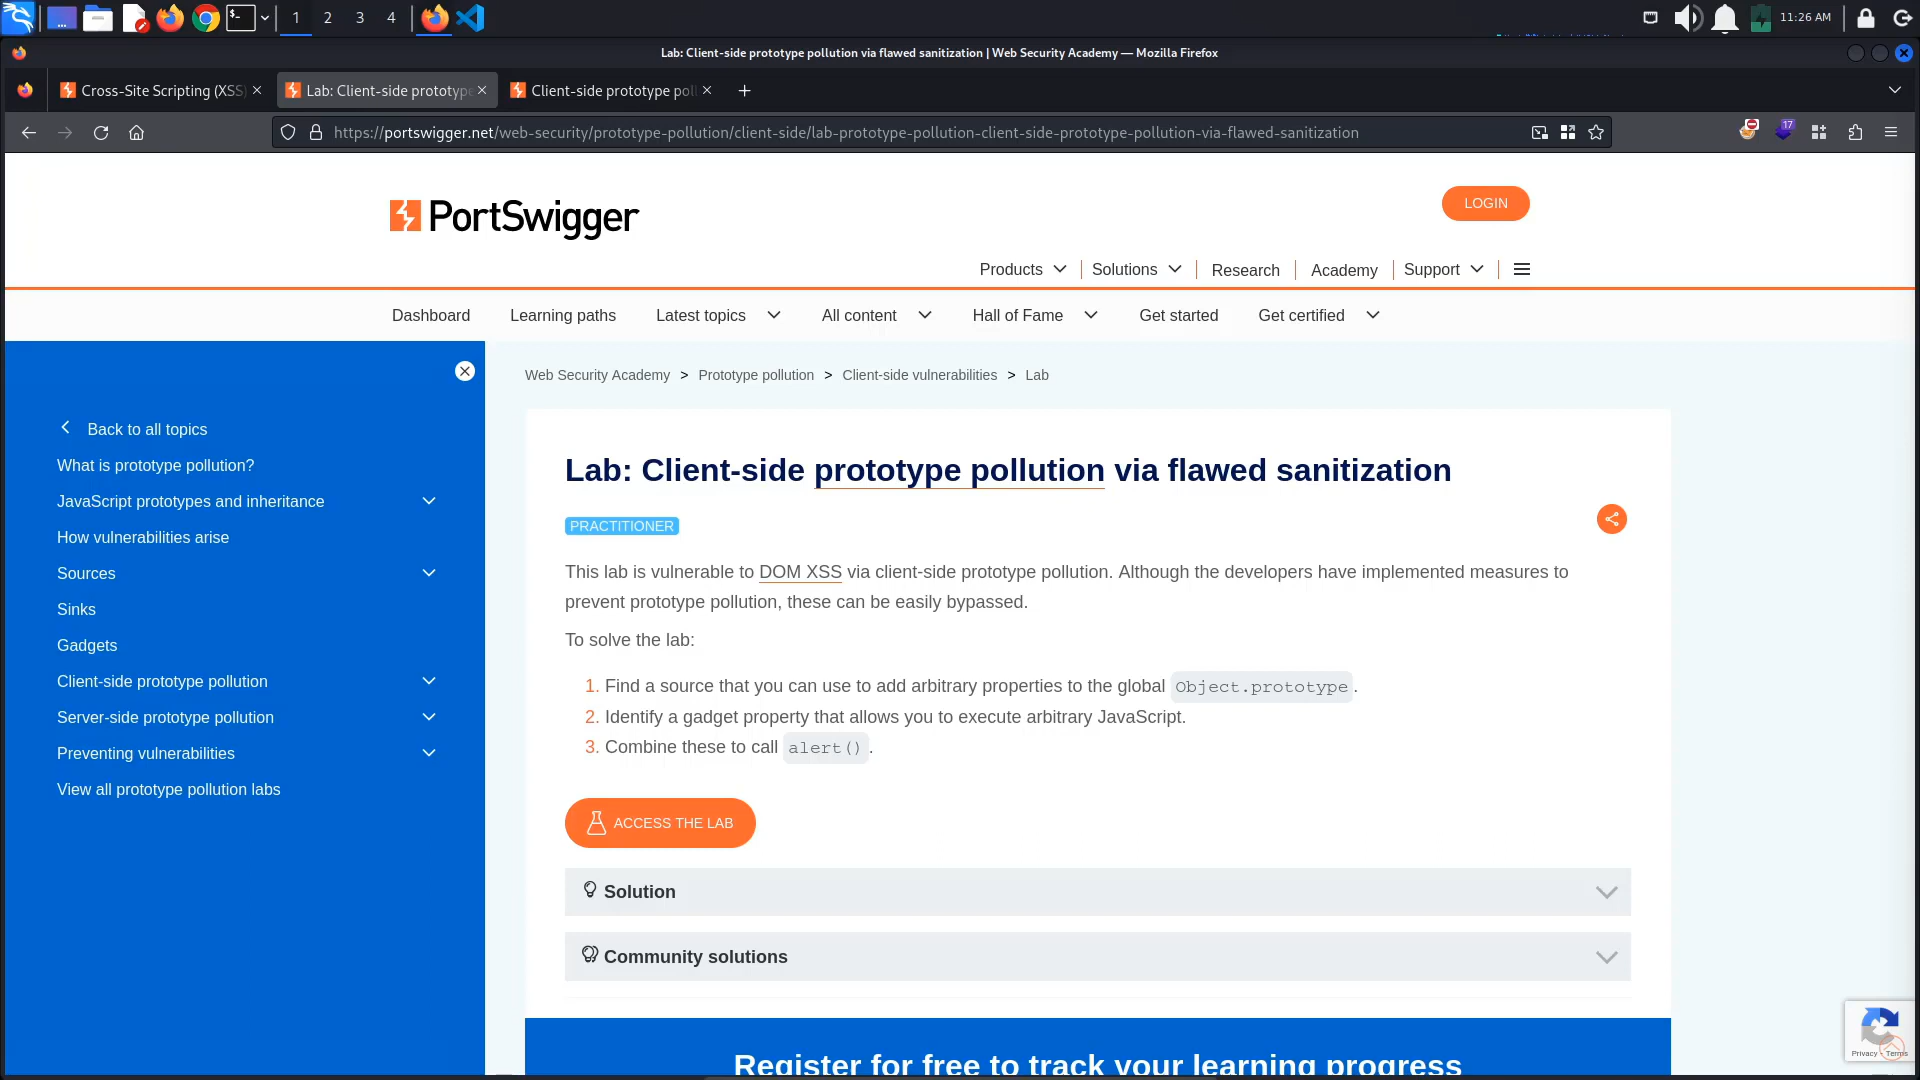 1 2 3 4
11:26 AM
Lab: Client-side prototype pollution via flawed sanitization | Web Security Academy — Mozilla Firefox
Cross-Site Scripting (XSS)
Lab: Client-side prototype
Client-side prototype pol
https://portswigger.net/web-security/prototype-pollution/client-side/lab-prototype-pollution-client-side-prototype-pollution-via-flawed-sanitization
17
PortSwigger
LOGIN
Products
Solutions
Research
Academy
Support
Dashboard
Learning paths
Latest topics
All content
Hall of Fame
Get started
Get certified
Back to all topics
What is prototype pollution?
JavaScript prototypes and inheritance
How vulnerabilities arise
Sources
Sinks
Gadgets
Client-side prototype pollution
Server-side prototype pollution
Preventing vulnerabilities
View all prototype pollution labs
Web Security Academy > Prototype pollution > Client-side vulnerabilities > Lab
Lab: Client-side prototype pollution via flawed sanitization
PRACTITIONER
This lab is vulnerable to DOM XSS via client-side prototype pollution. Although the developers have implemented measures to
prevent prototype pollution, these can be easily bypassed.
To solve the lab:
1. Find a source that you can use to add arbitrary properties to the global Object.prototype.
2. Identify a gadget property that allows you to execute arbitrary JavaScript.
3. Combine these to call alert().
ACCESS THE LAB
Solution
Community solutions
Register for free to track your learning progress
Privacy - Terms